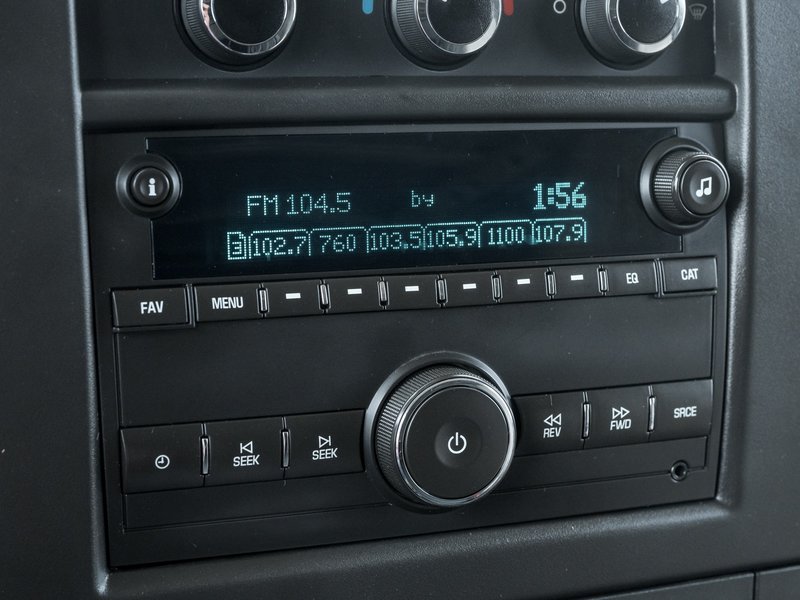 FM 104.5 by 1:56
3 102.7 760 103.5 105.9 1100 107.9
FAV MENU EQ CAT
SEEK SEEK REV FWD SRCE